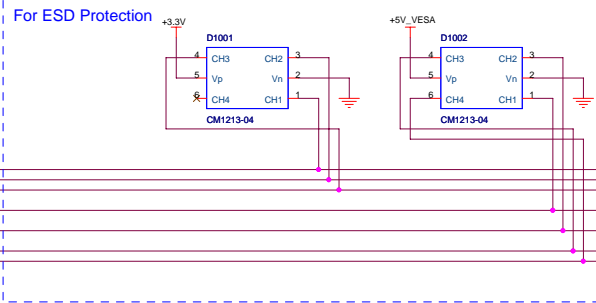 For ESD Protection
+3.3V
+5V_VESA
D1001
D1002
4 CH3 CH2 3
5 Vp Vn 2
6 CH4 CH1 1
CM1213-04
4 CH3 CH2 3
5 Vp Vn 2
6 CH4 CH1 1
CM1213-04